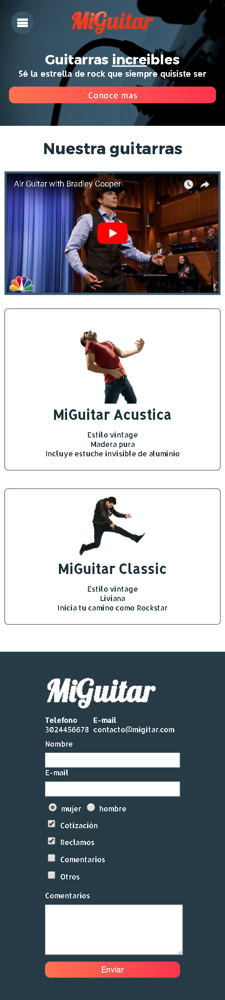 MiGuitar
Guitarras increibles
Sé la estrella de rock que siempre quisiste ser
Conoce mas
Nuestra guitarras
Air Guitar with Bradley Cooper
MiGuitar Acustica
Estilo vintage
Madera pura
Incluye estuche invisible de aluminio
MiGuitar Classic
Estilo vintage
Liviana
Inicia tu camino como Rockstar
MiGuitar
Telefono E-mail
3024456678 contacto@migitar.com
Nombre
E-mail
mujer hombre
Cotización
Reclamos
Comentarios
Otros
Comentarios
Enviar